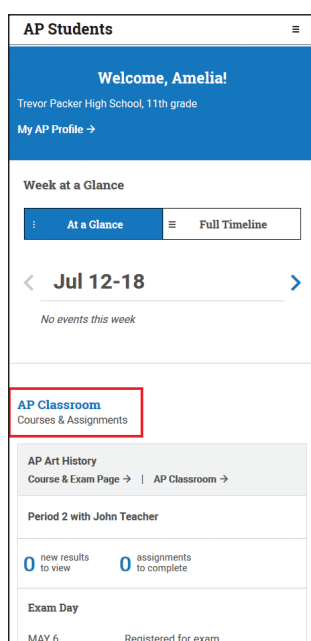 AP Students
Welcome, Amelia!
Trevor Packer High School, 11th grade
My AP Profile →
Week at a Glance
At a Glance
Full Timeline
Jul 12-18
No events this week
AP Classroom
Courses & Assignments
AP Art History
Course & Exam Page → | AP Classroom →
Period 2 with John Teacher
0 new results to view
0 assignments to complete
Exam Day
MAY 6 Registered for exam